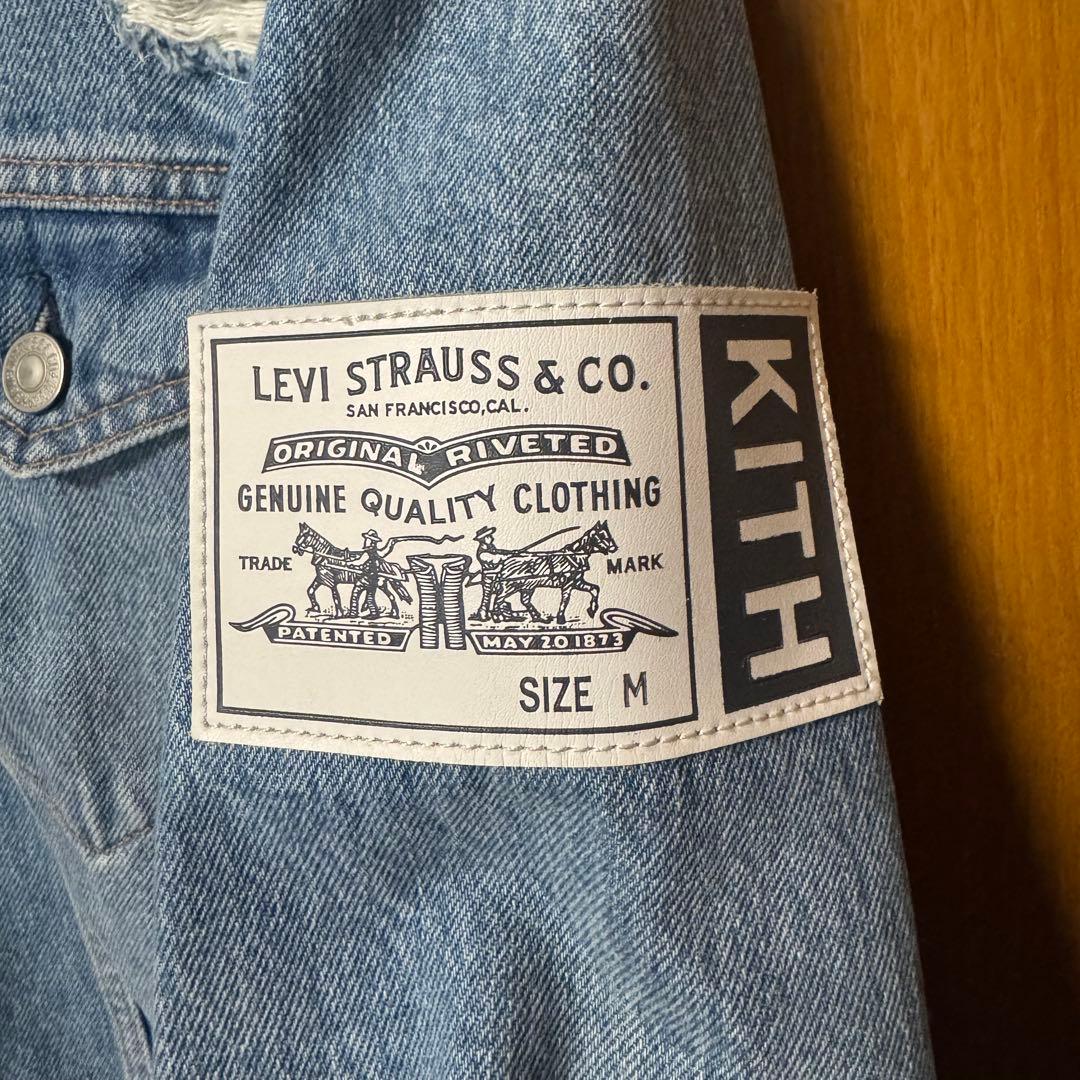 LEVI STRAUSS & CO.
SAN FRANCISCO, CAL.
ORIGINAL RIVETED
GENUINE QUALITY CLOTHING
TRADE MARK
PATENTED MAY 20 1873
SIZE M
KITH